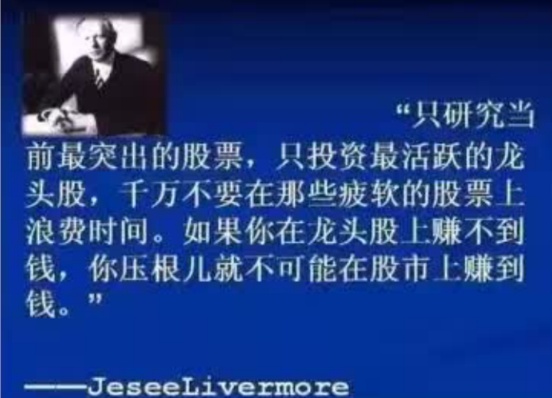 “只研究当
前最突出的股票，只投资最活跃的龙
头股，千万不要在那些疲软的股票上
浪费时间。如果你在龙头股上赚不到
钱，你压根儿就不可能在股市上赚到
钱。”
——JeseeLivermore